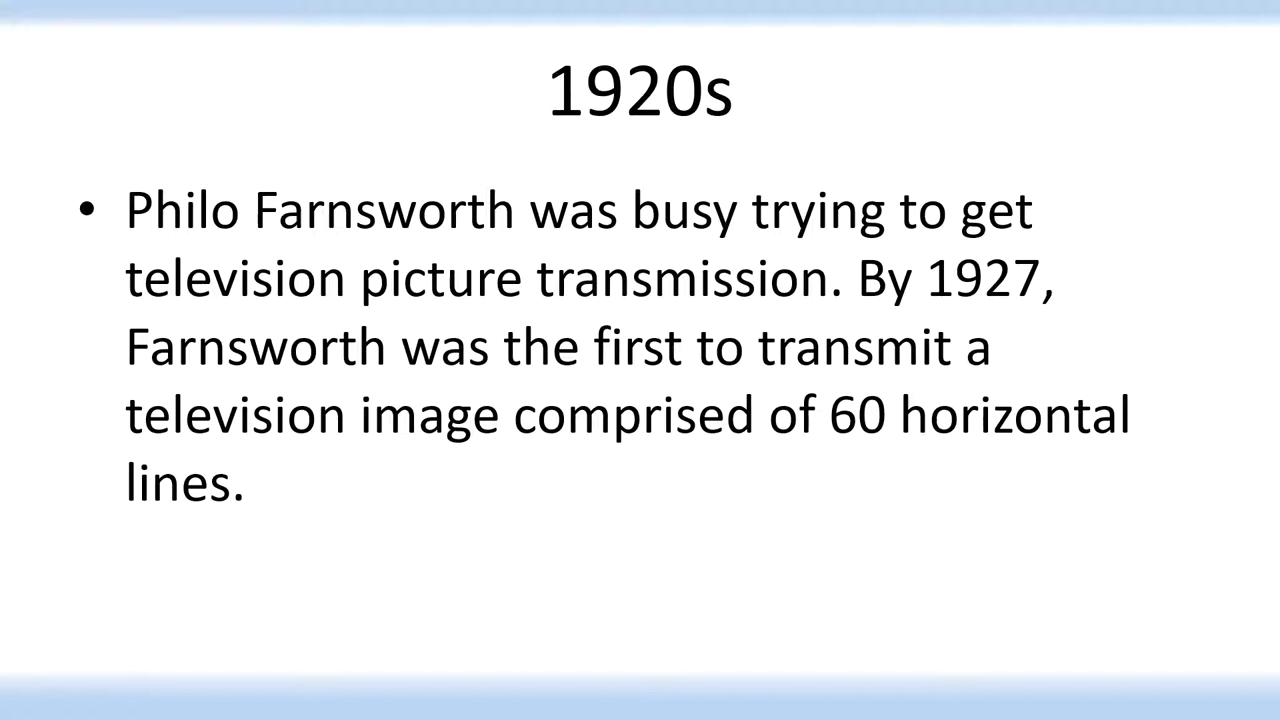 1920s
• Philo Farnsworth was busy trying to get
television picture transmission. By 1927,
Farnsworth was the first to transmit a
television image comprised of 60 horizontal
lines.